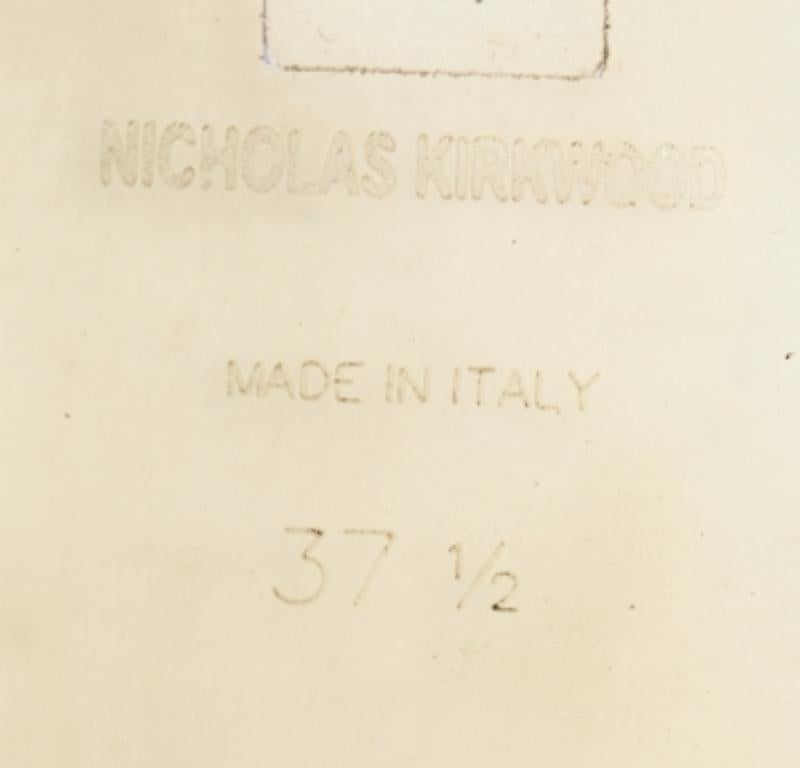 NICHOLAS KIRKWOOD
MADE IN ITALY
37 ½